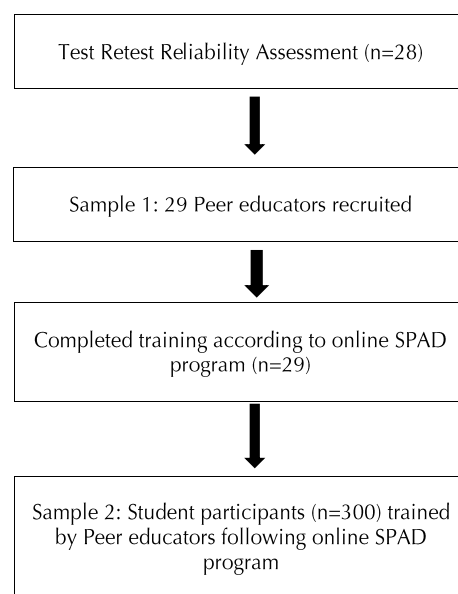 Test Retest Reliability Assessment (n=28)
Sample 1: 29 Peer educators recruited
Completed training according to online SPAD
program (n=29)
Sample 2: Student participants (n=300) trained
by Peer educators following online SPAD
program